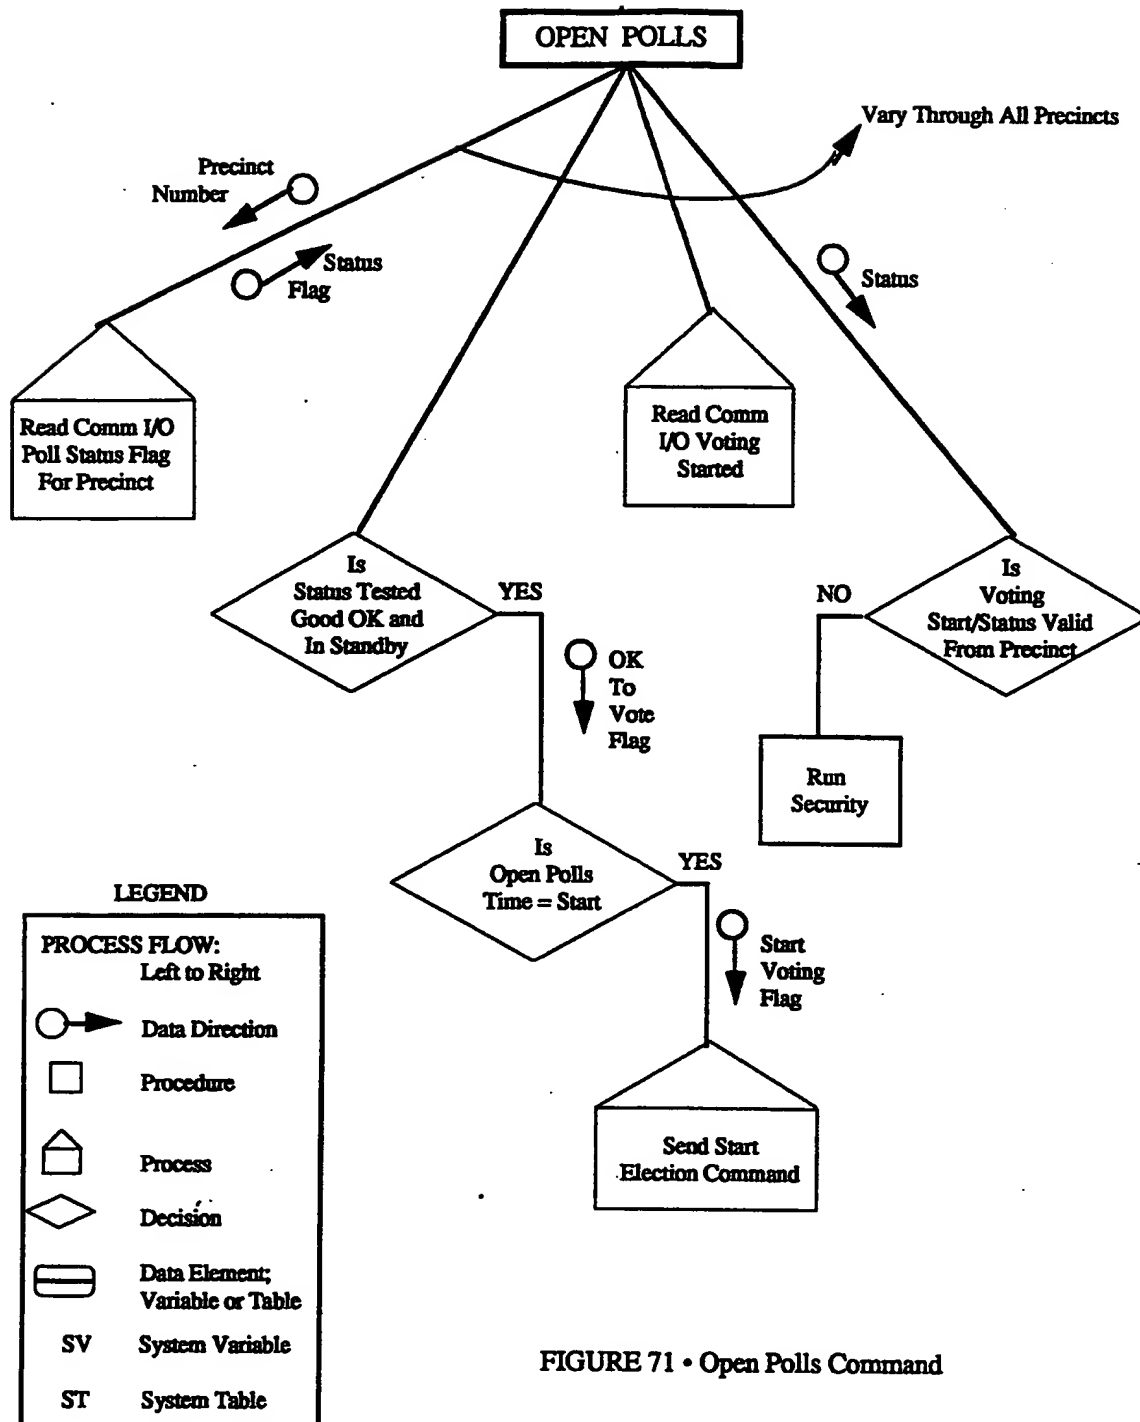 OPEN POLLS
Vary Through All Precincts
Precinct
Number
Status
Flag
Status
Read Comm I/O
Poll Status Flag
For Precinct
Read Comm
I/O Voting
Started
Is
Status Tested
Good OK and
In Standby
YES
NO
Is
Voting
Start/Status Valid
From Precinct
OK
To
Vote
Flag
Run
Security
Is
Open Polls
Time = Start
YES
Start
Voting
Flag
Send Start
Election Command
LEGEND
PROCESS FLOW:
Left to Right
Data Direction
Procedure
Process
Decision
Data Element;
Variable or Table
SV System Variable
ST System Table
FIGURE 71 • Open Polls Command